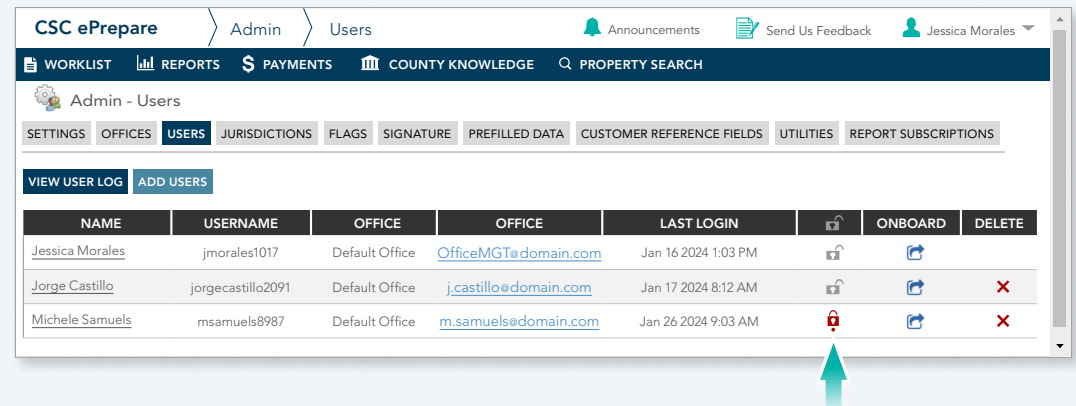 CSC ePrepare Admin Users Announcements Send Us Feedback Jessica Morales
WORKLIST REPORTS $ PAYMENTS COUNTY KNOWLEDGE PROPERTY SEARCH
Admin - Users
SETTINGS OFFICES USERS JURISDICTIONS FLAGS SIGNATURE PREFILLED DATA CUSTOMER REFERENCE FIELDS UTILITIES REPORT SUBSCRIPTIONS
VIEW USER LOG ADD USERS
NAME USERNAME OFFICE OFFICE LAST LOGIN ONBOARD DELETE
Jessica Morales jmorales1017 Default Office OfficeMGT@domain.com Jan 16 2024 1:03 PM
Jorge Castillo jorgecastillo2091 Default Office j.castillo@domain.com Jan 17 2024 8:12 AM
Michele Samuels msamuels8987 Default Office m.samuels@domain.com Jan 26 2024 9:03 AM